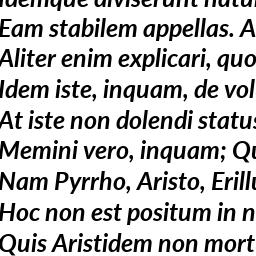 Idemque diviserunt natur
Eam stabilem appellas. A
Aliter enim explicari, quo
Idem iste, inquam, de vol
At iste non dolendi status
Memini vero, inquam; Qu
Nam Pyrrho, Aristo, Erillu
Hoc non est positum in n
Quis Aristidem non mort